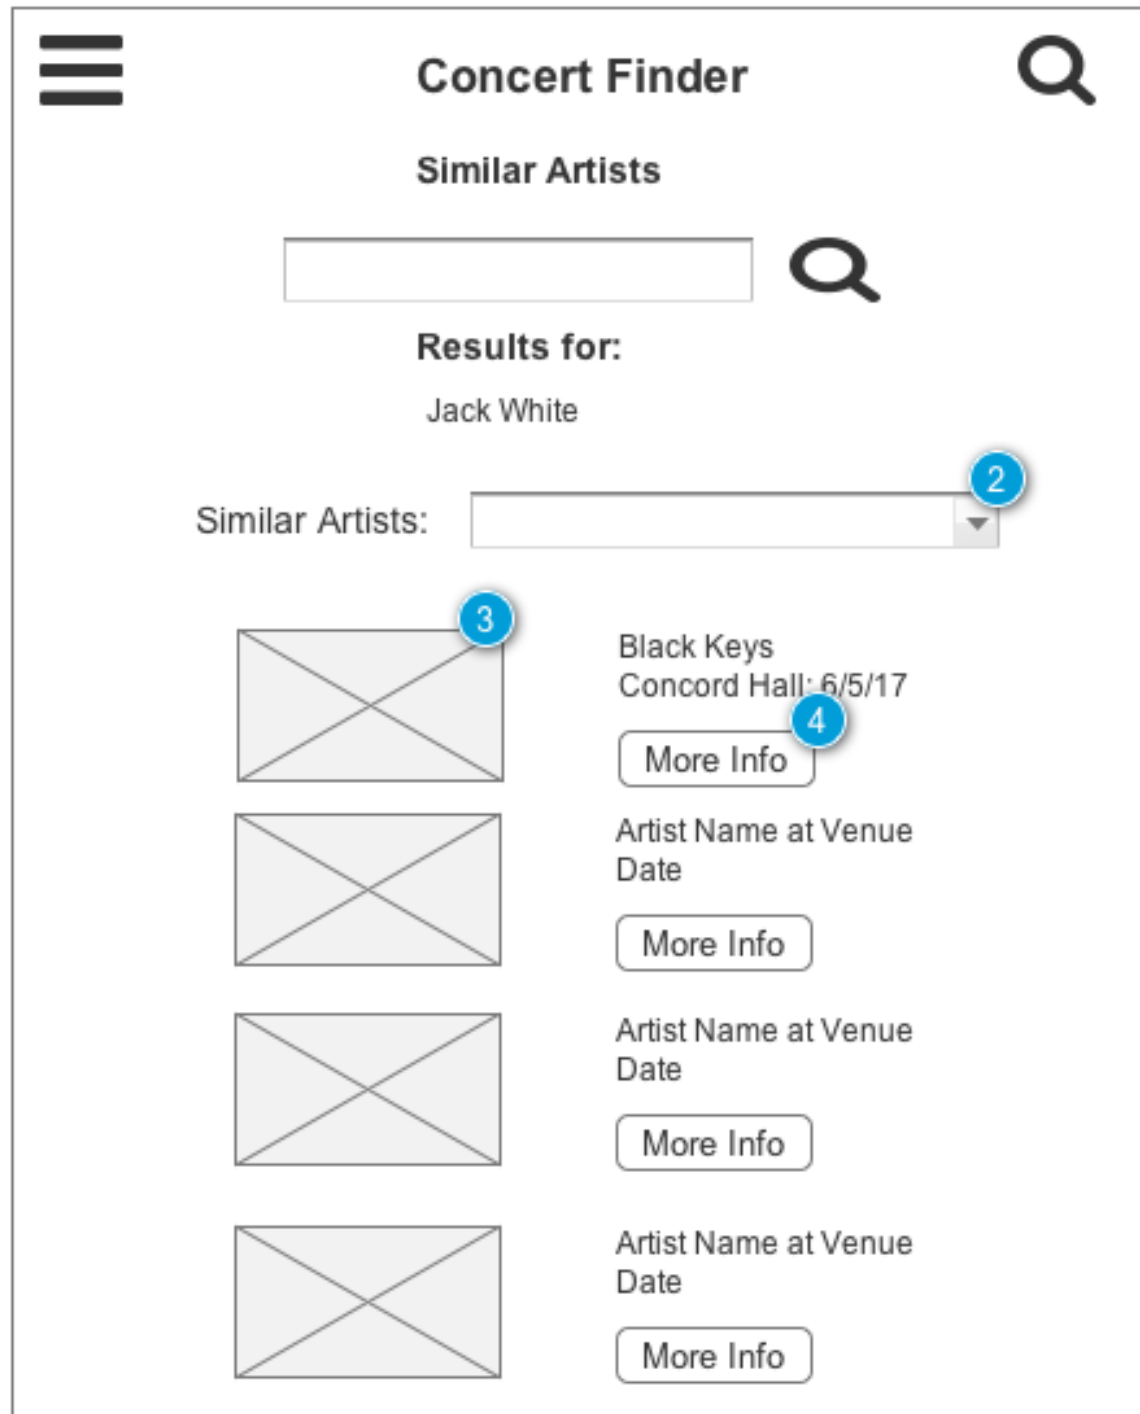 Concert Finder
Similar Artists
Results for:
Jack White
2
Similar Artists:
3
Black Keys
Concord Hall: 6/5/17
4
More Info
Artist Name at Venue
Date
More Info
Artist Name at Venue
Date
More Info
Artist Name at Venue
Date
More Info